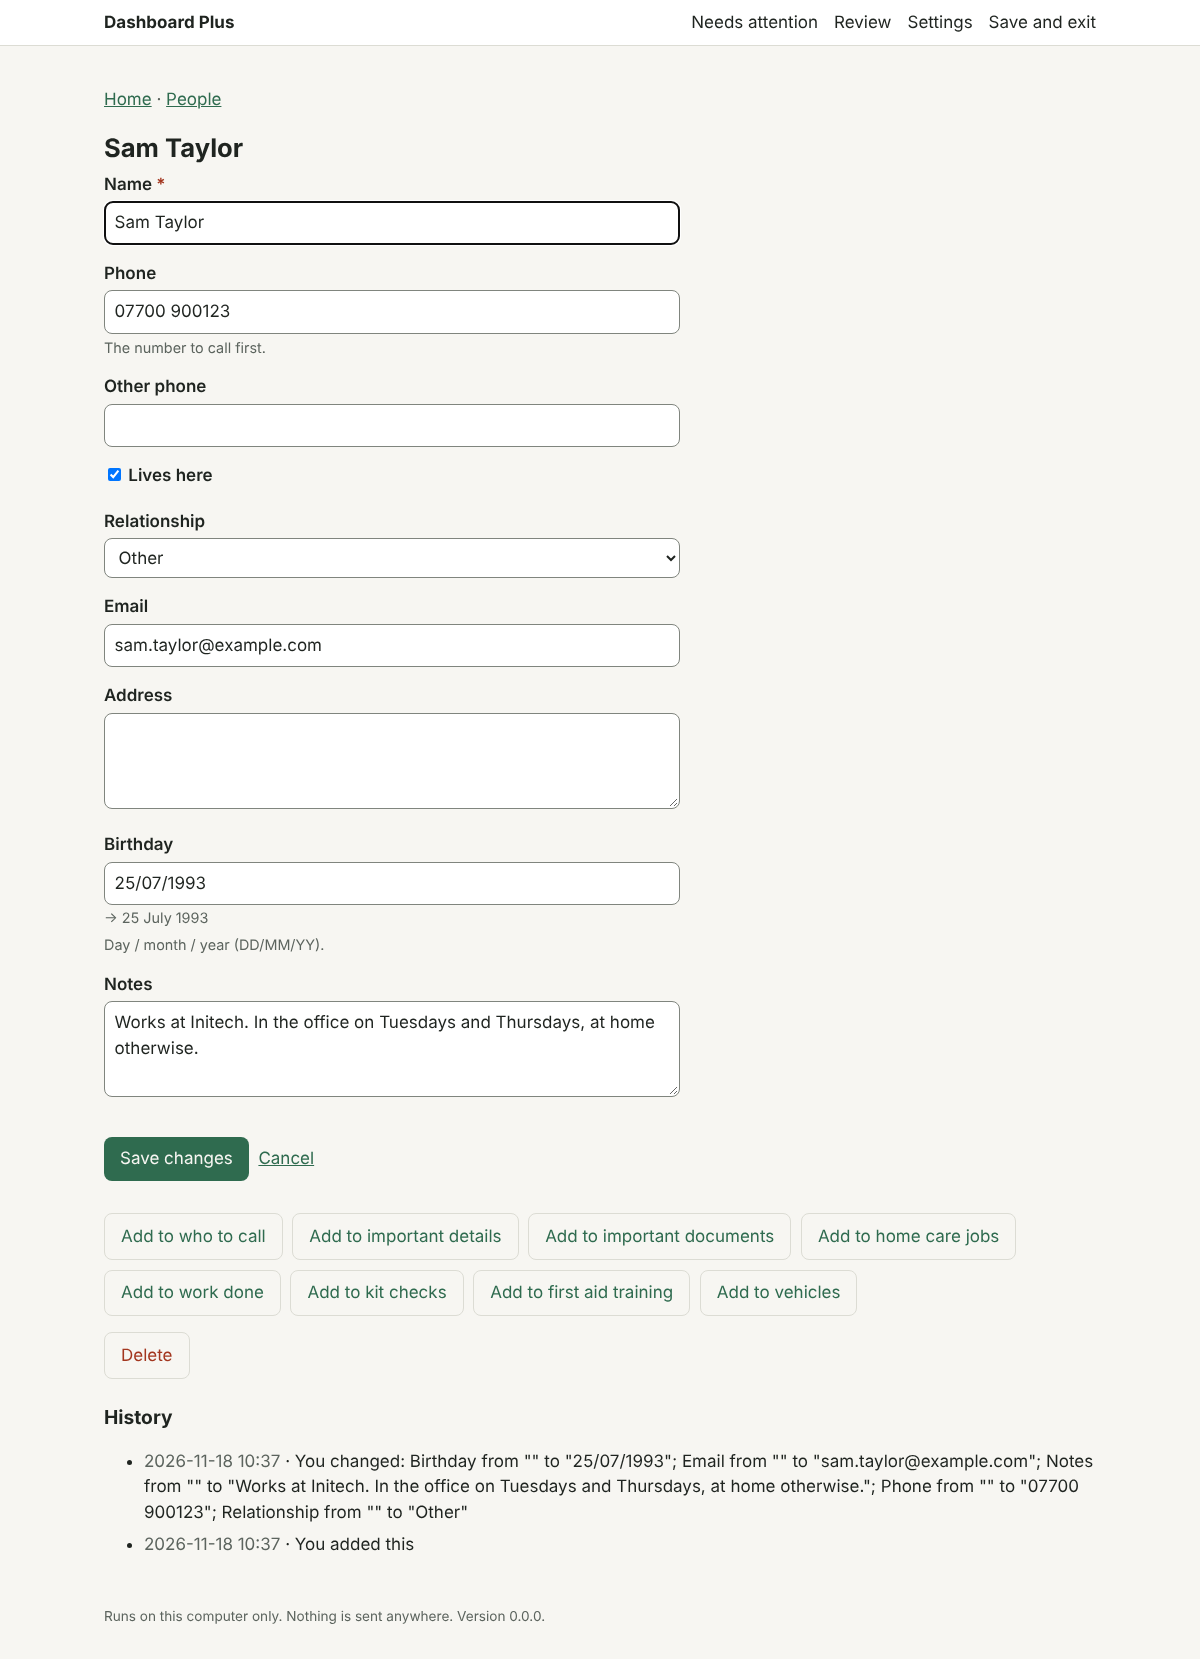 Dashboard Plus
Needs attention Review Settings Save and exit
Home · People
Sam Taylor
Name *
Sam Taylor
Phone
07700 900123
The number to call first.
Other phone
Lives here
Relationship
Other
Email
sam.taylor@example.com
Address
Birthday
25/07/1993
→ 25 July 1993
Day / month / year (DD/MM/YY).
Notes
Works at Initech. In the office on Tuesdays and Thursdays, at home
otherwise.
Save changes Cancel
Add to who to call Add to important details Add to important documents Add to home care jobs
Add to work done Add to kit checks Add to first aid training Add to vehicles
Delete
History
• 2026-11-18 10:37 · You changed: Birthday from "" to "25/07/1993"; Email from "" to "sam.taylor@example.com"; Notes
from "" to "Works at Initech. In the office on Tuesdays and Thursdays, at home otherwise."; Phone from "" to "07700
900123"; Relationship from "" to "Other"
• 2026-11-18 10:37 · You added this
Runs on this computer only. Nothing is sent anywhere. Version 0.0.0.